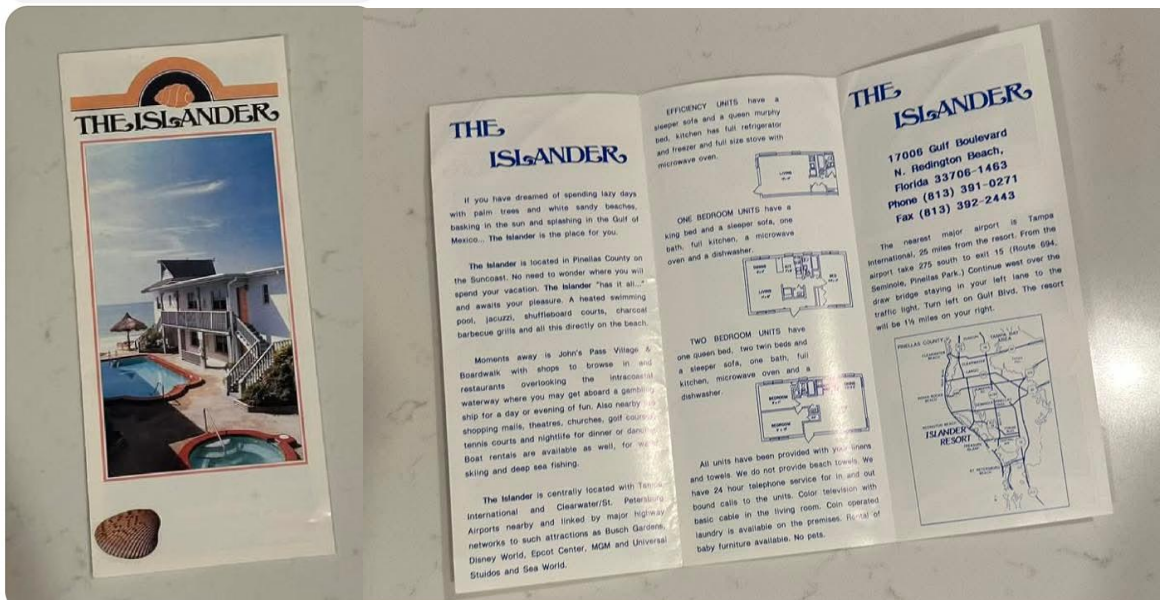 THE ISLANDER
THE
ISLANDER
If you have dreamed of spending lazy days
with palm trees and white sandy beaches,
basking in the sun and splashing in the Gulf of
Mexico... The Islander is the place for you.
The Islander is located in Pinellas County on
the Suncoast. No need to wonder where you will
spend your vacation. The Islander "has it all..."
and awaits your pleasure. A heated swimming
pool, jacuzzi, shuffleboard courts, charcoal
barbecue grills and all this directly on the beach.
Moments away is John's Pass Village &
Boardwalk with shops to browse in and
restaurants overlooking the intracoastal
waterway where you may get aboard a gambling
ship for a day or evening of fun. Also nearby
shopping malls, theatres, churches, golf courses,
tennis courts and nightlife for dinner or
Boat rentals are available as well, for
skiing and deep sea fishing.
The Islander is centrally located with Tampa
International and Clearwater/St. Petersburg
Airports nearby and linked by major highway
networks to such attractions as Busch Gardens,
Disney World, Epcot Center, MGM and Universal
Stuidos and Sea World.
EFFICIENCY UNITS have a
sleeper sofa and a queen murphy
bed, kitchen has full refrigerator
and freezer and full size stove with
microwave oven.
LIVING
ONE BEDROOM UNITS have a
king bed and a sleeper sofa, one
bath, full kitchen, a microwave
oven and a dishwasher.
DINING
LIVING
BED
TWO BEDROOM UNITS have
one queen bed, two twin beds and
a sleeper sofa, one bath, full
kitchen, microwave oven and a
dishwasher.
BEDROOM
BEDROOM
All units have been provided with your linens
and towels. We do not provide beach towels. We
have 24 hour telephone service for in and out
bound calls to the units. Color television with
basic cable in the living room. Coin operated
laundry is available on the premises. Rental of
baby furniture available. No pets.
THE
ISLANDER
17006 Gulf Boulevard
N. Redington Beach,
Florida 33708-1463
Phone (813) 391-0271
Fax (813) 392-2443
The nearest major airport is Tampa
International, 25 miles from the resort. From the
airport take 275 south to exit 15 (Route 694,
Seminole, Pinellas Park.) Continue west over the
draw bridge staying in your left lane to the
traffic light. Turn left on Gulf Blvd. The resort
will be 1½ miles on your right.
PINELLAS COUNTY
TAMPA BAY
AREA
CLEARWATER
LARGO
ISLANDER
RESORT
ST PETERSBURG
BEACH